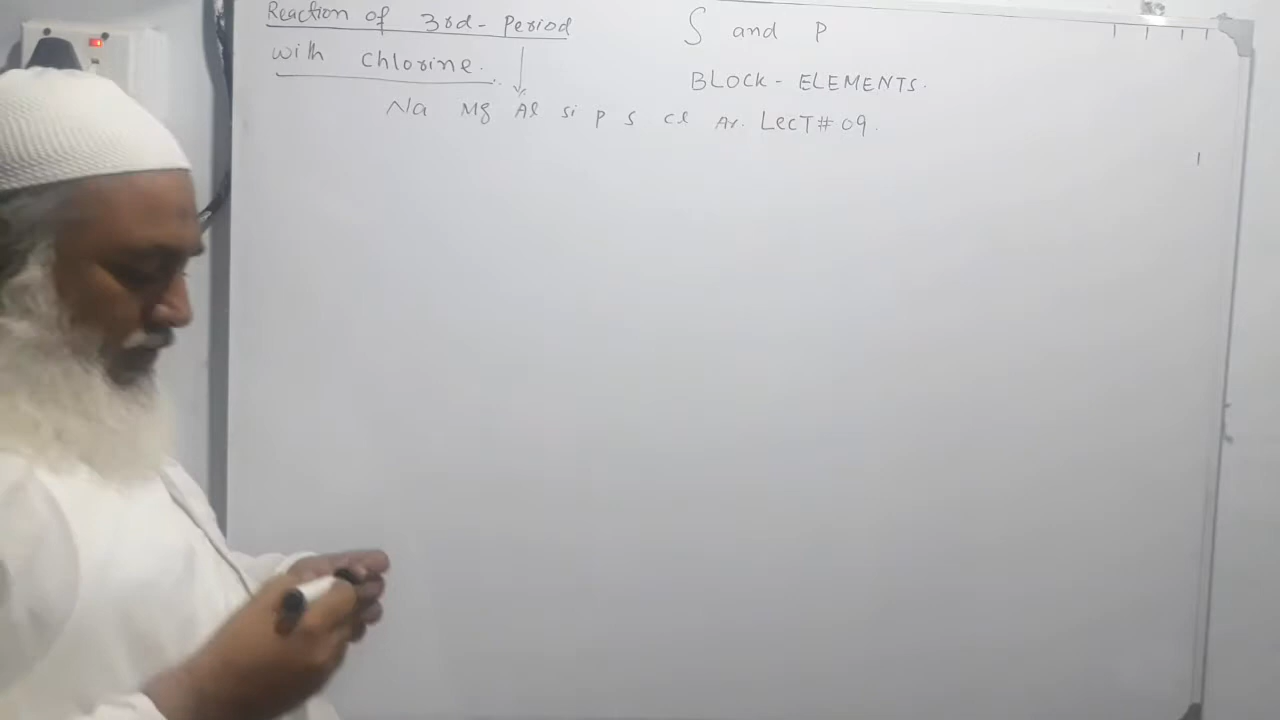 Reaction of 3rd-Period
with Chlorine.
Na Mg Al Si P S Cl Ar.
S and P
BLOCK - ELEMENTS.
LecT # 09.